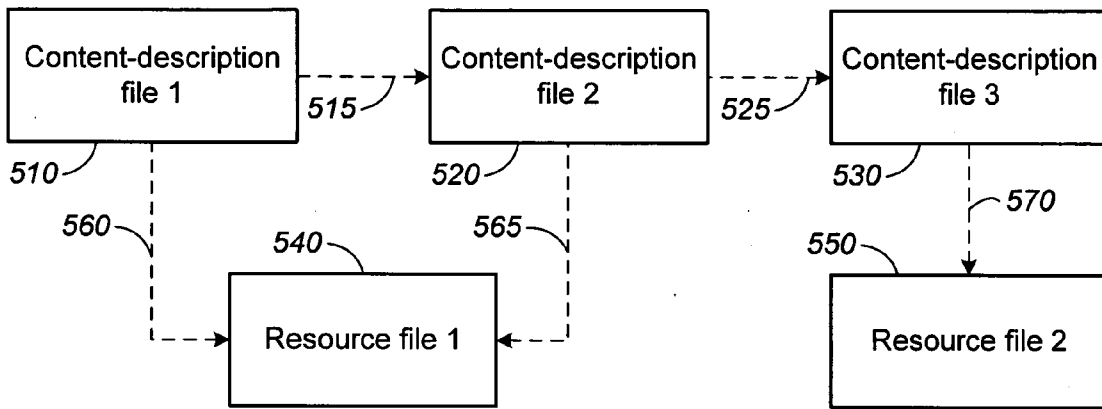 Content-description
file 1
Content-description
file 2
Content-description
file 3
515
525
510
520
530
560
565
570
540
550
Resource file 1
Resource file 2